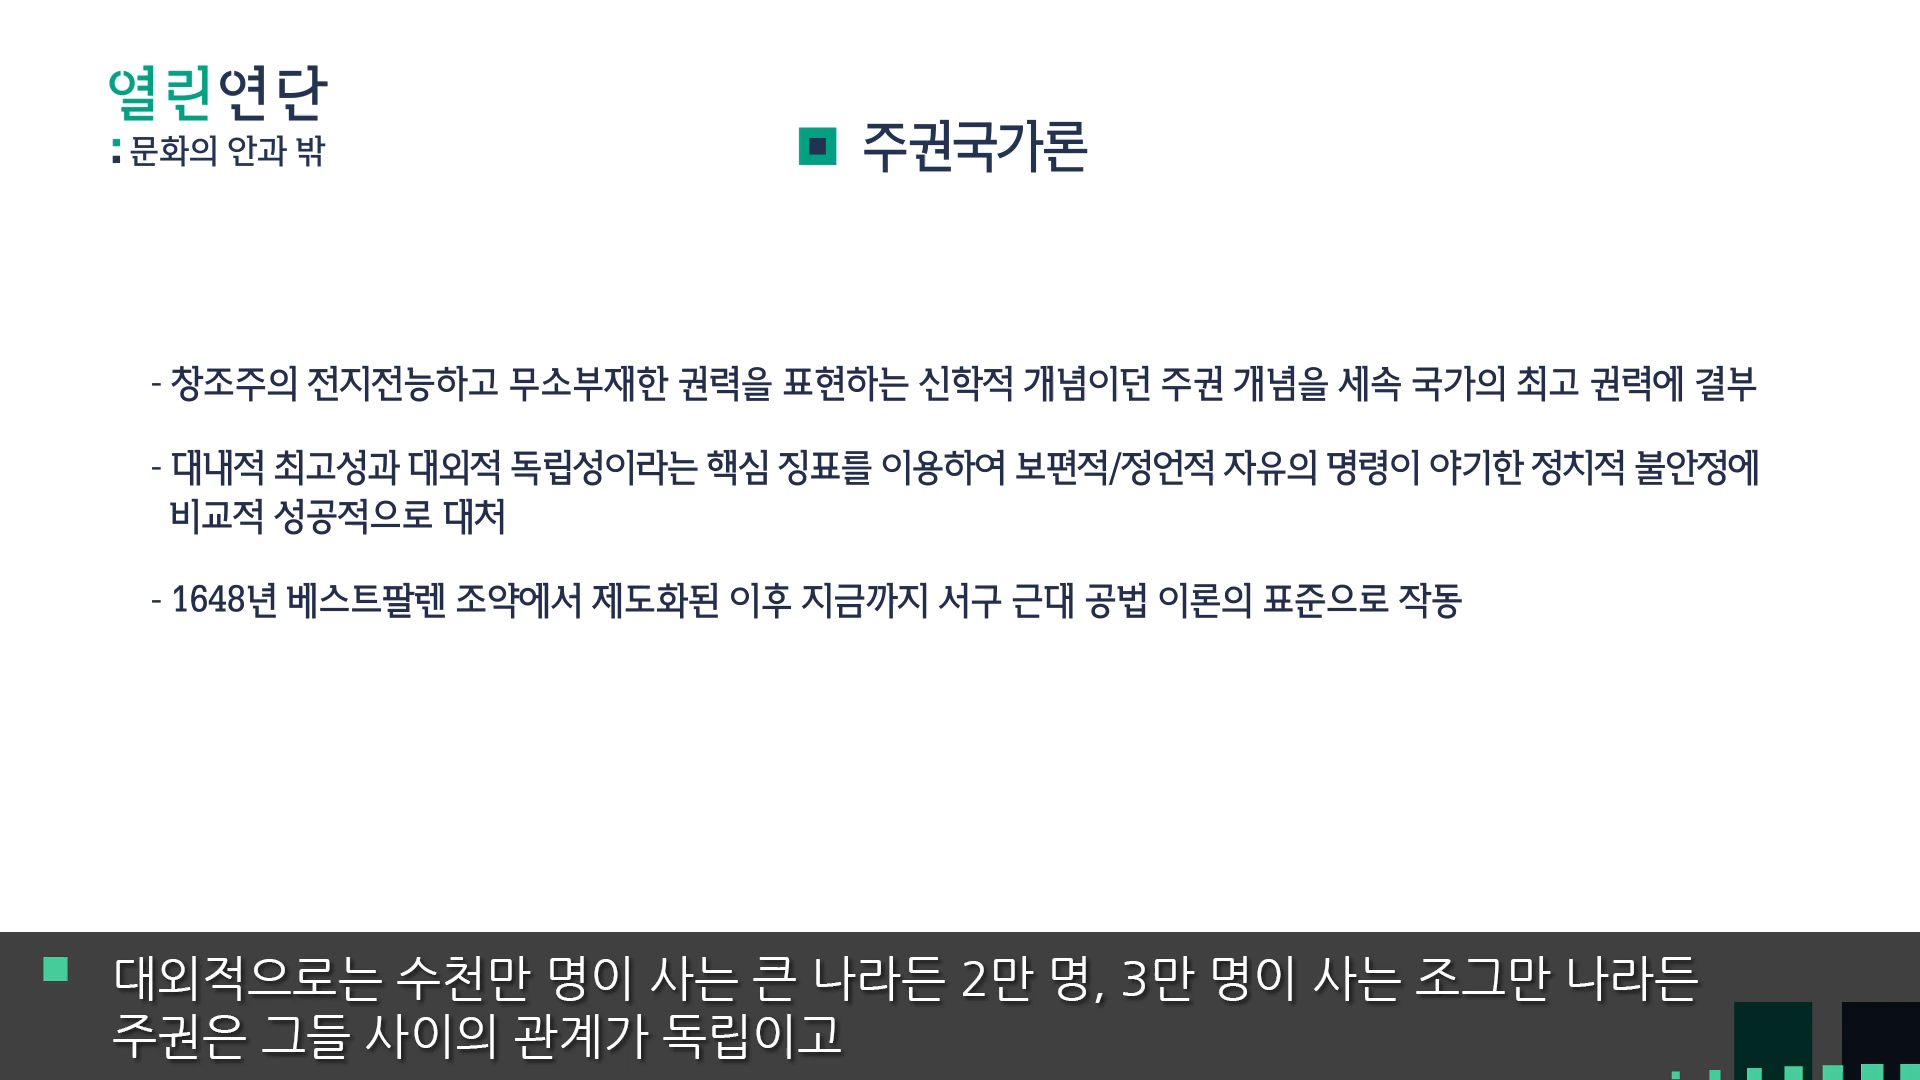 열린연단
: 문화의 안과 밖
주권국가론
- 창조주의 전지전능하고 무소부재한 권력을 표현하는 신학적 개념이던 주권 개념을 세속 국가의 최고 권력에 결부
- 대내적 최고성과 대외적 독립성이라는 핵심 징표를 이용하여 보편적/정언적 자유의 명령이 야기한 정치적 불안정에
비교적 성공적으로 대처
- 1648년 베스트팔렌 조약에서 제도화된 이후 지금까지 서구 근대 공법 이론의 표준으로 작동
대외적으로는 수천만 명이 사는 큰 나라든 2만 명, 3만 명이 사는 조그만 나라든
주권은 그들 사이의 관계가 독립이고